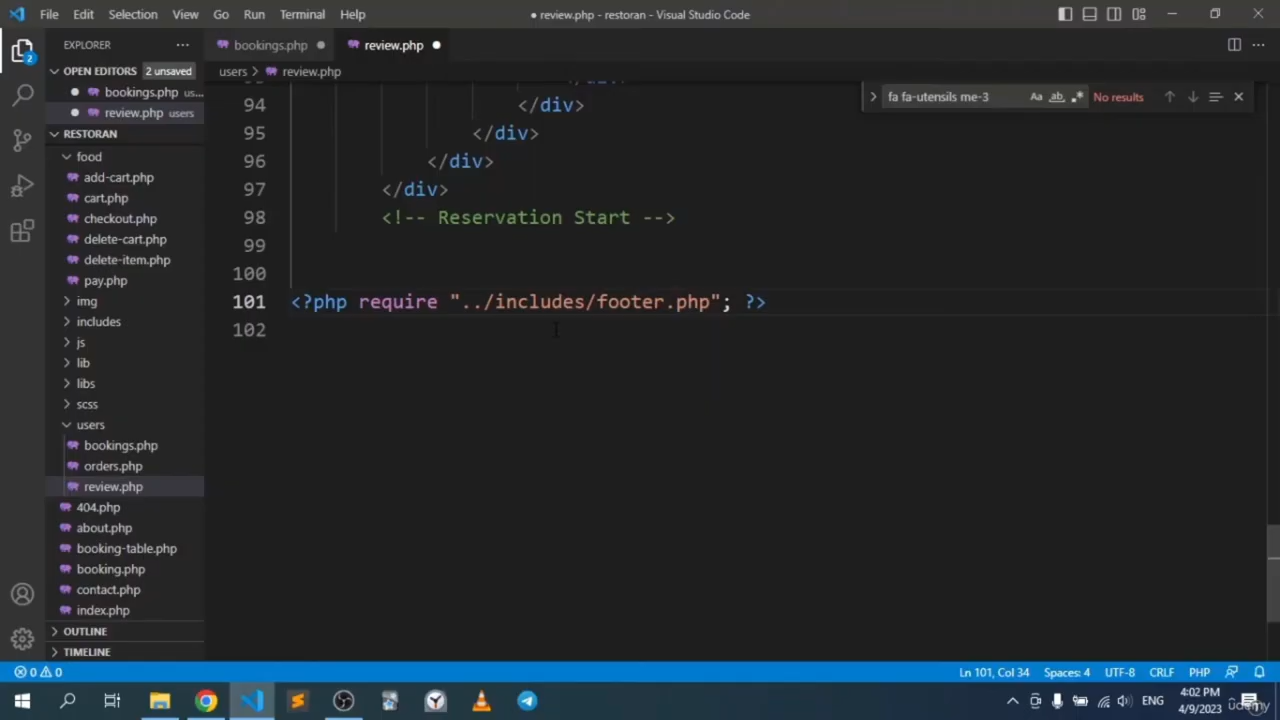 File Edit Selection View Go Run Terminal Help
● review.php - restoran - Visual Studio Code
EXPLORER
bookings.php
review.php
OPEN EDITORS 2 unsaved
bookings.php us...
review.php users
users > review.php
fa fa-utensils me-3
Aa ab .*
No results
RESTORAN
food
add-cart.php
cart.php
checkout.php
delete-cart.php
delete-item.php
pay.php
img
includes
js
lib
libs
scss
users
bookings.php
orders.php
review.php
404.php
about.php
booking-table.php
booking.php
contact.php
index.php
OUTLINE
TIMELINE
94 </div>
95 </div>
96 </div>
97 </div>
98 <!-- Reservation Start -->
99
100
101 <?php require "../includes/footer.php"; ?>
102
2
0 0
Ln 101, Col 34 Spaces: 4 UTF-8 CRLF PHP
ENG
4:02 PM
4/9/2023
udemy